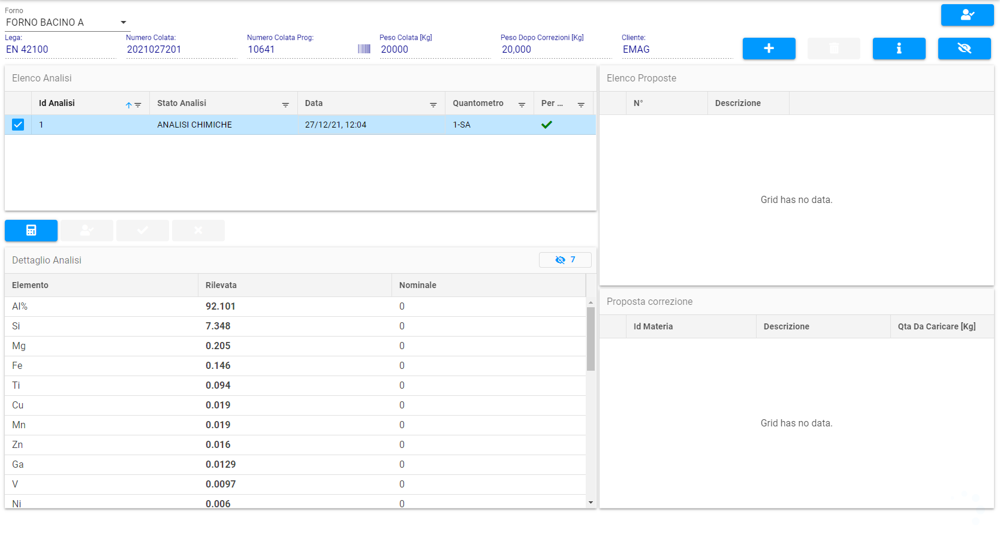 Forno
FORNO BACINO A
Lega: Numero Colata: Numero Colata Prog: Peso Colata [Kg] Peso Dopo Correzioni [Kg] Cliente:
EN 42100 2021027201 10641 20000 20,000 EMAG
Elenco Analisi
Id Analisi Stato Analisi Data Quantometro Per ...
1 ANALISI CHIMICHE 27/12/21, 12:04 1-SA
Dettaglio Analisi 7
Elemento Rilevata Nominale
Al% 92.101 0
Si 7.348 0
Mg 0.205 0
Fe 0.146 0
Ti 0.094 0
Cu 0.019 0
Mn 0.019 0
Zn 0.016 0
Ga 0.0129 0
V 0.0097 0
Ni 0.006 0
Elenco Proposte
N° Descrizione
Grid has no data.
Proposta correzione
Id Materia Descrizione Qta Da Caricare [Kg]
Grid has no data.